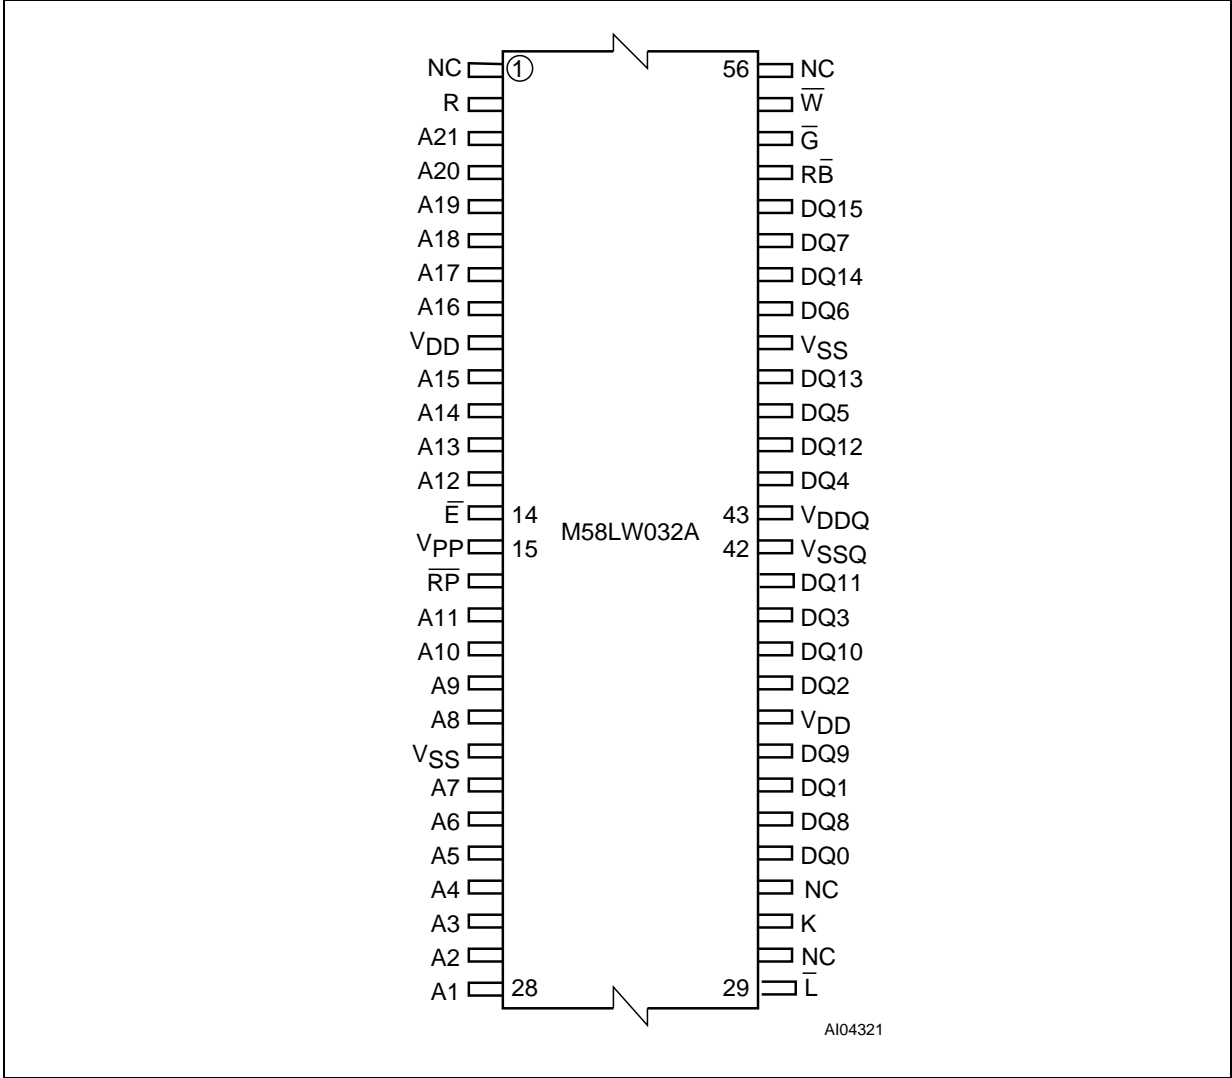 NC 1 56 NC
R W̅
A21 G̅
A20 RB̅
A19 DQ15
A18 DQ7
A17 DQ14
A16 DQ6
VDD VSS
A15 DQ13
A14 DQ5
A13 DQ12
A12 DQ4
E̅ 14 43 VDDQ
M58LW032A
VPP 15 42 VSSQ
R̅P̅ DQ11
A11 DQ3
A10 DQ10
A9 DQ2
A8 VDD
VSS DQ9
A7 DQ1
A6 DQ8
A5 DQ0
A4 NC
A3 K
A2 NC
A1 28 29 L̅
AI04321